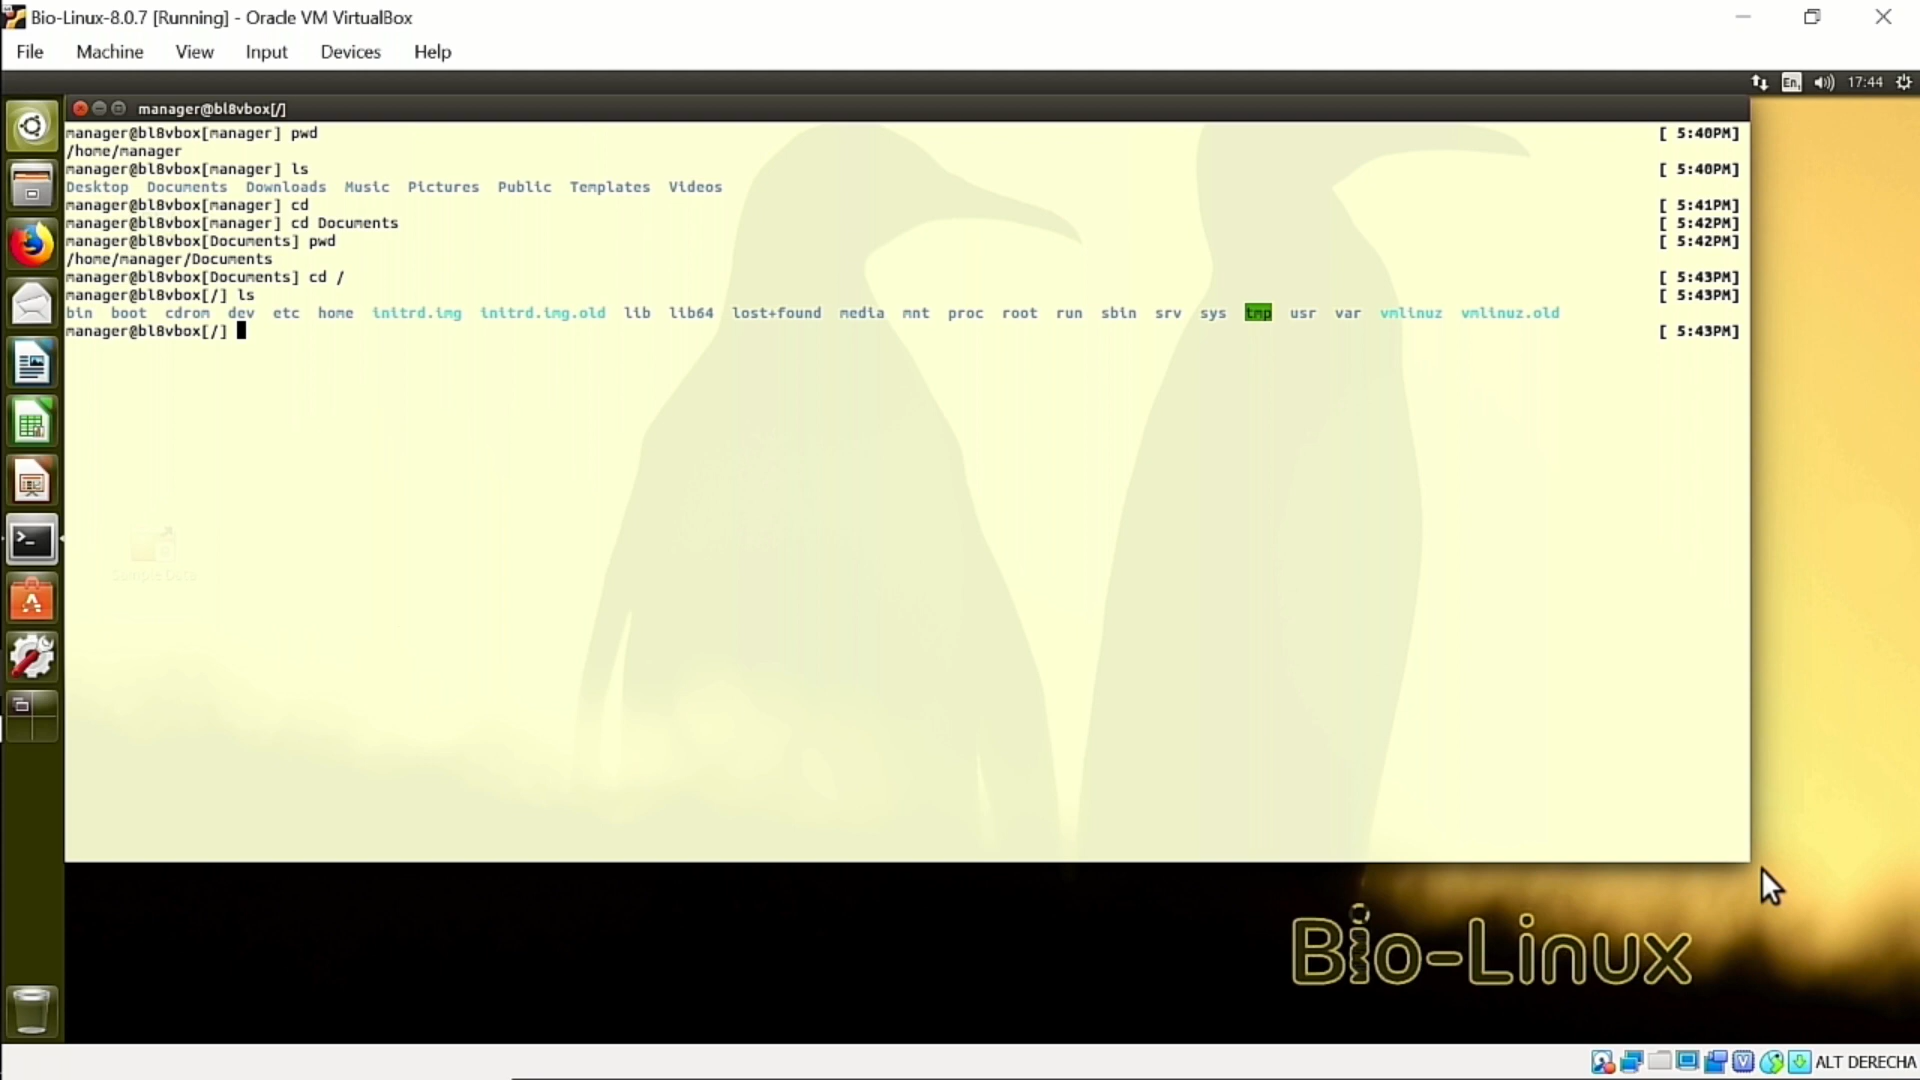 Bio-Linux-8.0.7 [Running] - Oracle VM VirtualBox
File Machine View Input Devices Help
En 17:44
manager@bl8vbox[/]
manager@bl8vbox[manager] pwd [ 5:40PM]
/home/manager
manager@bl8vbox[manager] ls [ 5:40PM]
Desktop Documents Downloads Music Pictures Public Templates Videos
manager@bl8vbox[manager] cd [ 5:41PM]
manager@bl8vbox[manager] cd Documents [ 5:42PM]
manager@bl8vbox[Documents] pwd [ 5:42PM]
/home/manager/Documents
manager@bl8vbox[Documents] cd / [ 5:43PM]
manager@bl8vbox[/] ls [ 5:43PM]
bin boot cdrom dev etc home initrd.img initrd.img.old lib lib64 lost+found media mnt proc root run sbin srv sys tmp usr var vmlinuz vmlinuz.old
manager@bl8vbox[/] [ 5:43PM]
Sample Data
Bio-Linux
ALT DERECHA